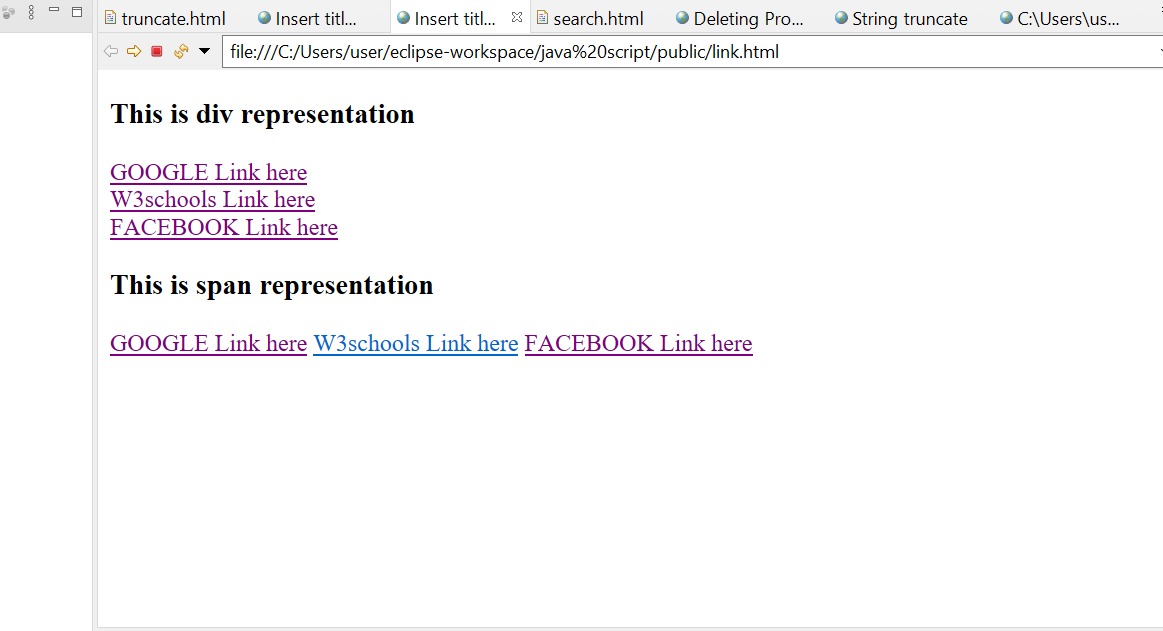 truncate.html Insert titl... Insert titl... search.html Deleting Pro... String truncate C:\Users\us...
file:///C:/Users/user/eclipse-workspace/java%20script/public/link.html
This is div representation
GOOGLE Link here
W3schools Link here
FACEBOOK Link here
This is span representation
GOOGLE Link here W3schools Link here FACEBOOK Link here